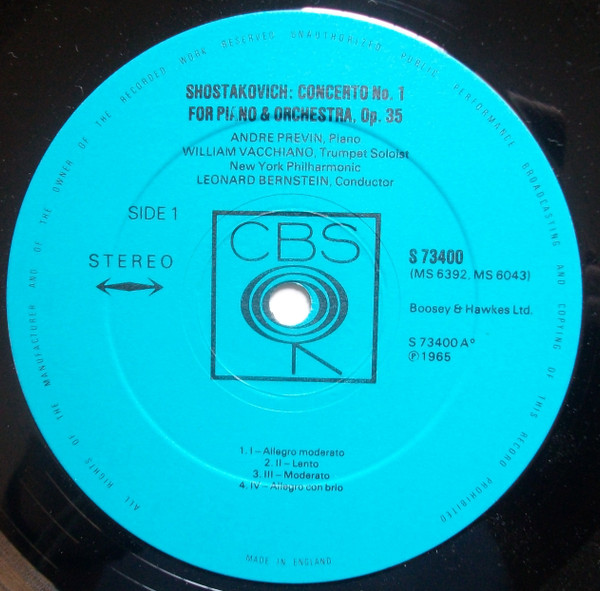 ALL RIGHTS OF THE MANUFACTURER AND OF THE OWNER OF THE RECORDED WORK RESERVED UNAUTHORIZED PUBLIC PERFORMANCE BROADCASTING AND COPYING OF THIS RECORD PROHIBITED
SHOSTAKOVICH: CONCERTO No. 1
FOR PIANO & ORCHESTRA, Op. 35
ANDRE PREVIN, Piano
WILLIAM VACCHIANO, Trumpet Soloist
New York Philharmonic
LEONARD BERNSTEIN, Conductor
SIDE 1
STEREO
CBS
S 73400
(MS 6392, MS 6043)
Boosey & Hawkes Ltd.
S 73400 A°
℗ 1965
1. I – Allegro moderato
2. II – Lento
3. III – Moderato
4. IV – Allegro con brio
MADE IN ENGLAND